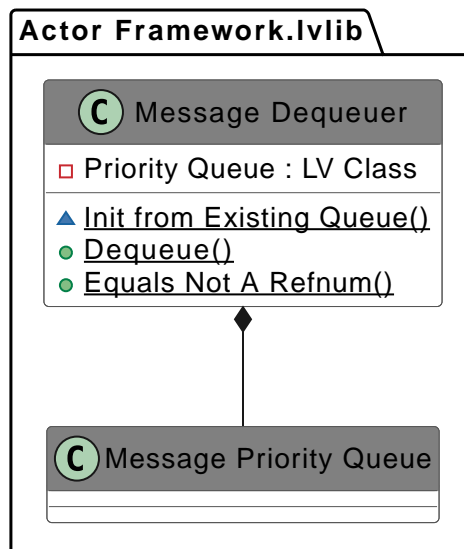 Actor Framework.lvlib
C Message Dequeuer
Priority Queue : LV Class
Init from Existing Queue()
Dequeue()
Equals Not A Refnum()
C Message Priority Queue